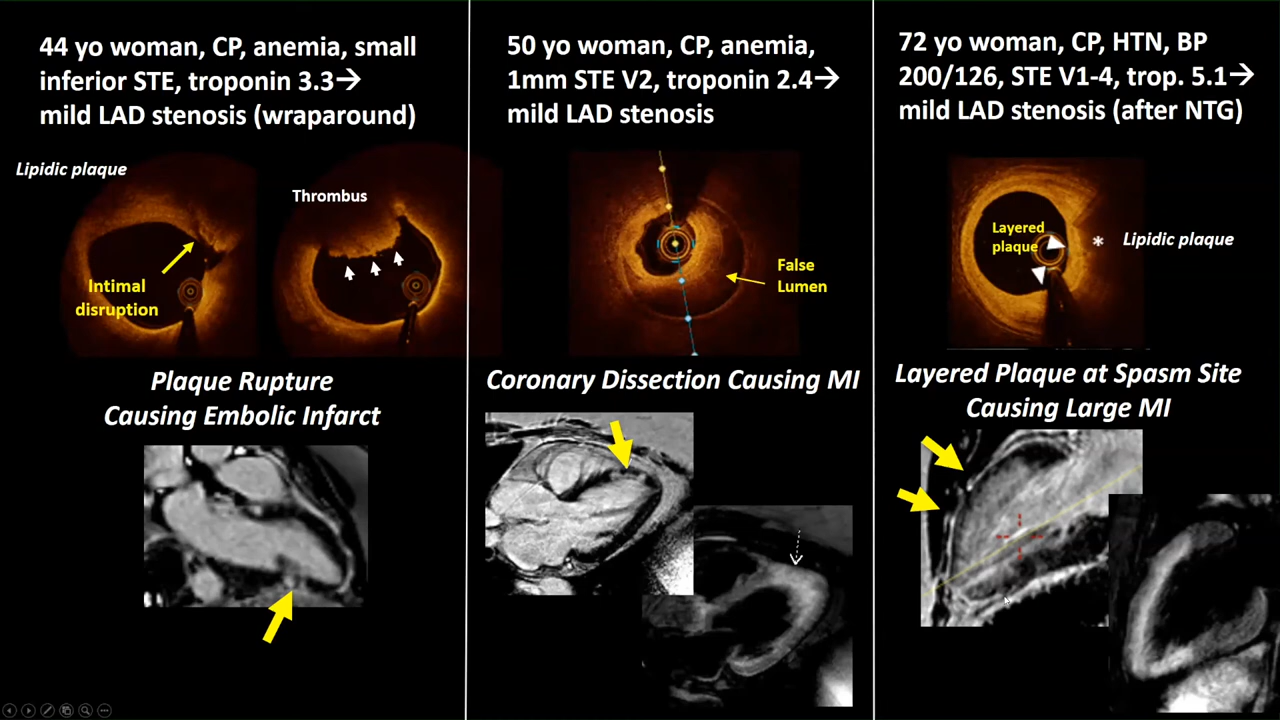 44 yo woman, CP, anemia, small
inferior STE, troponin 3.3→
mild LAD stenosis (wraparound)
Lipidic plaque
Thrombus
Intimal
disruption
Plaque Rupture
Causing Embolic Infarct
50 yo woman, CP, anemia,
1mm STE V2, troponin 2.4→
mild LAD stenosis
False
Lumen
Coronary Dissection Causing MI
72 yo woman, CP, HTN, BP
200/126, STE V1-4, trop. 5.1→
mild LAD stenosis (after NTG)
Layered
plaque
* Lipidic plaque
Layered Plaque at Spasm Site
Causing Large MI